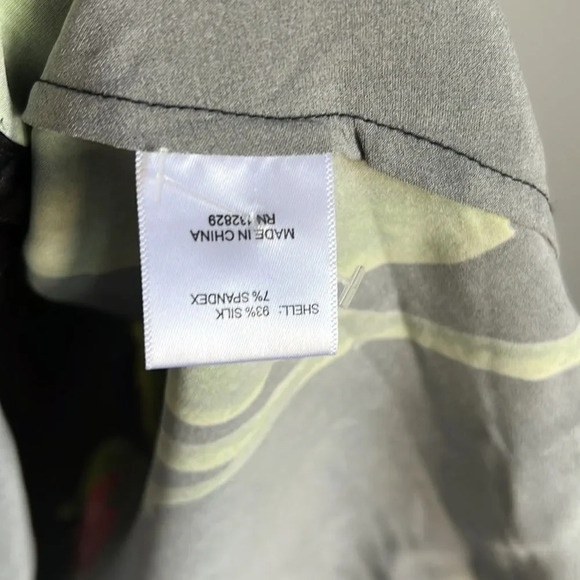 SHELL: 93% SILK
7% SPANDEX
MADE IN CHINA
RN 132829